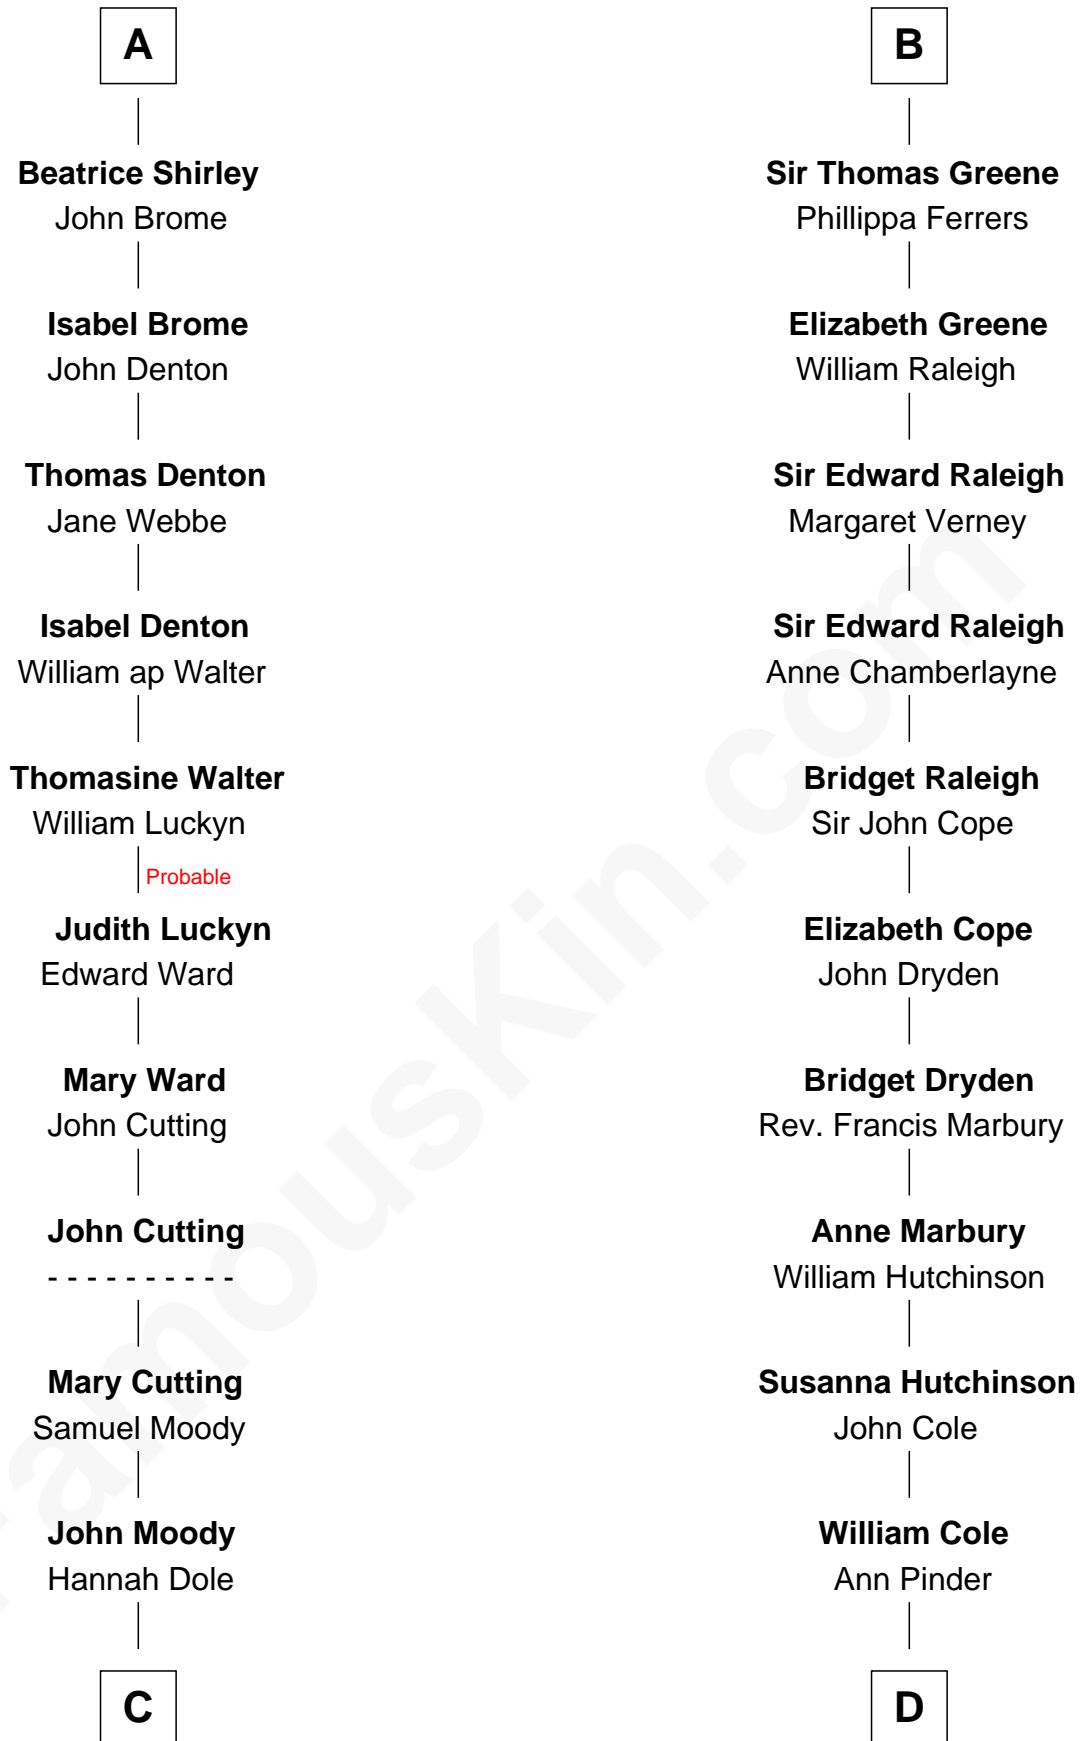 A
B
Beatrice Shirley
John Brome
Sir Thomas Greene
Phillippa Ferrers
Isabel Brome
John Denton
Elizabeth Greene
William Raleigh
Thomas Denton
Jane Webbe
Sir Edward Raleigh
Margaret Verney
Isabel Denton
William ap Walter
Sir Edward Raleigh
Anne Chamberlayne
Thomasine Walter
William Luckyn
Bridget Raleigh
Sir John Cope
Probable
Judith Luckyn
Edward Ward
Elizabeth Cope
John Dryden
Mary Ward
John Cutting
Bridget Dryden
Rev. Francis Marbury
John Cutting
- - - - - - - - - -
Anne Marbury
William Hutchinson
Mary Cutting
Samuel Moody
Susanna Hutchinson
John Cole
John Moody
Hannah Dole
William Cole
Ann Pinder
C
D
FamousKin.com